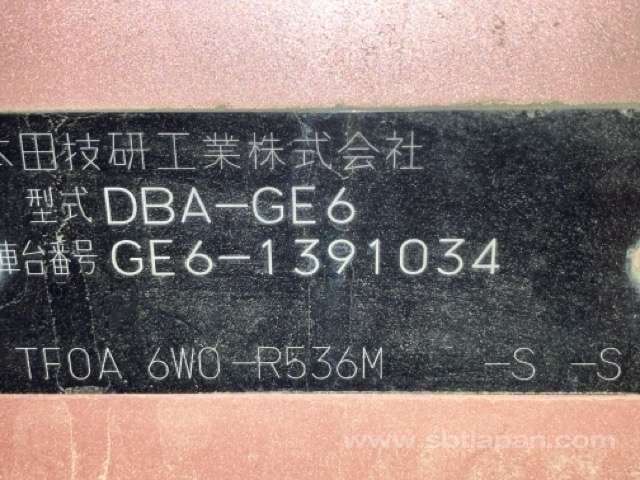 本田技研工業株式会社
型式 DBA-GE6
車台番号 GE6-1391034
TF0A 6W0-R536M -S -S
www.sbtjapan.com